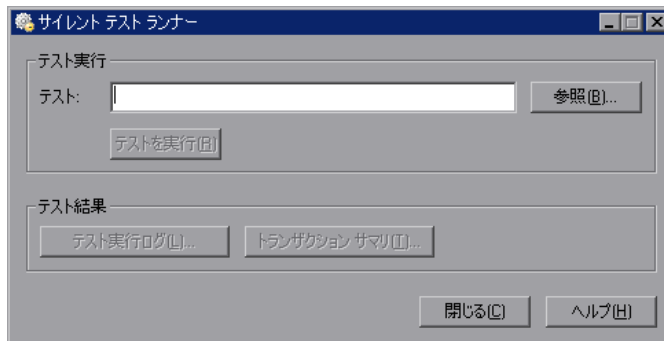 サイレント テスト ランナー
テスト実行
テスト:
参照(B)...
テストを実行(R)
テスト結果
テスト実行ログ(L)...
トランザクション サマリ(T)...
閉じる(C)
ヘルプ(H)